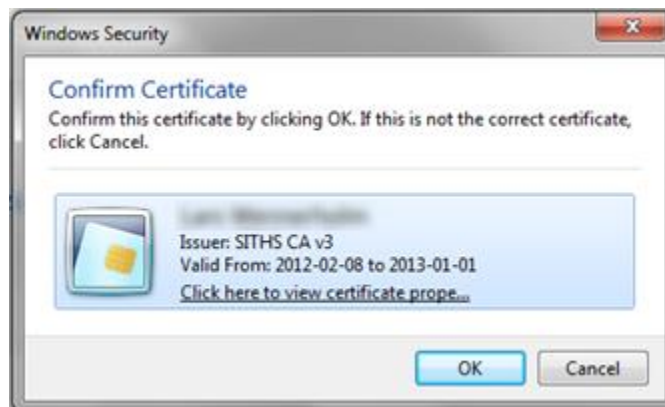 Windows Security
Confirm Certificate
Confirm this certificate by clicking OK. If this is not the correct certificate,
click Cancel.
Issuer: SITHS CA v3
Valid From: 2012-02-08 to 2013-01-01
Click here to view certificate prope...
OK
Cancel